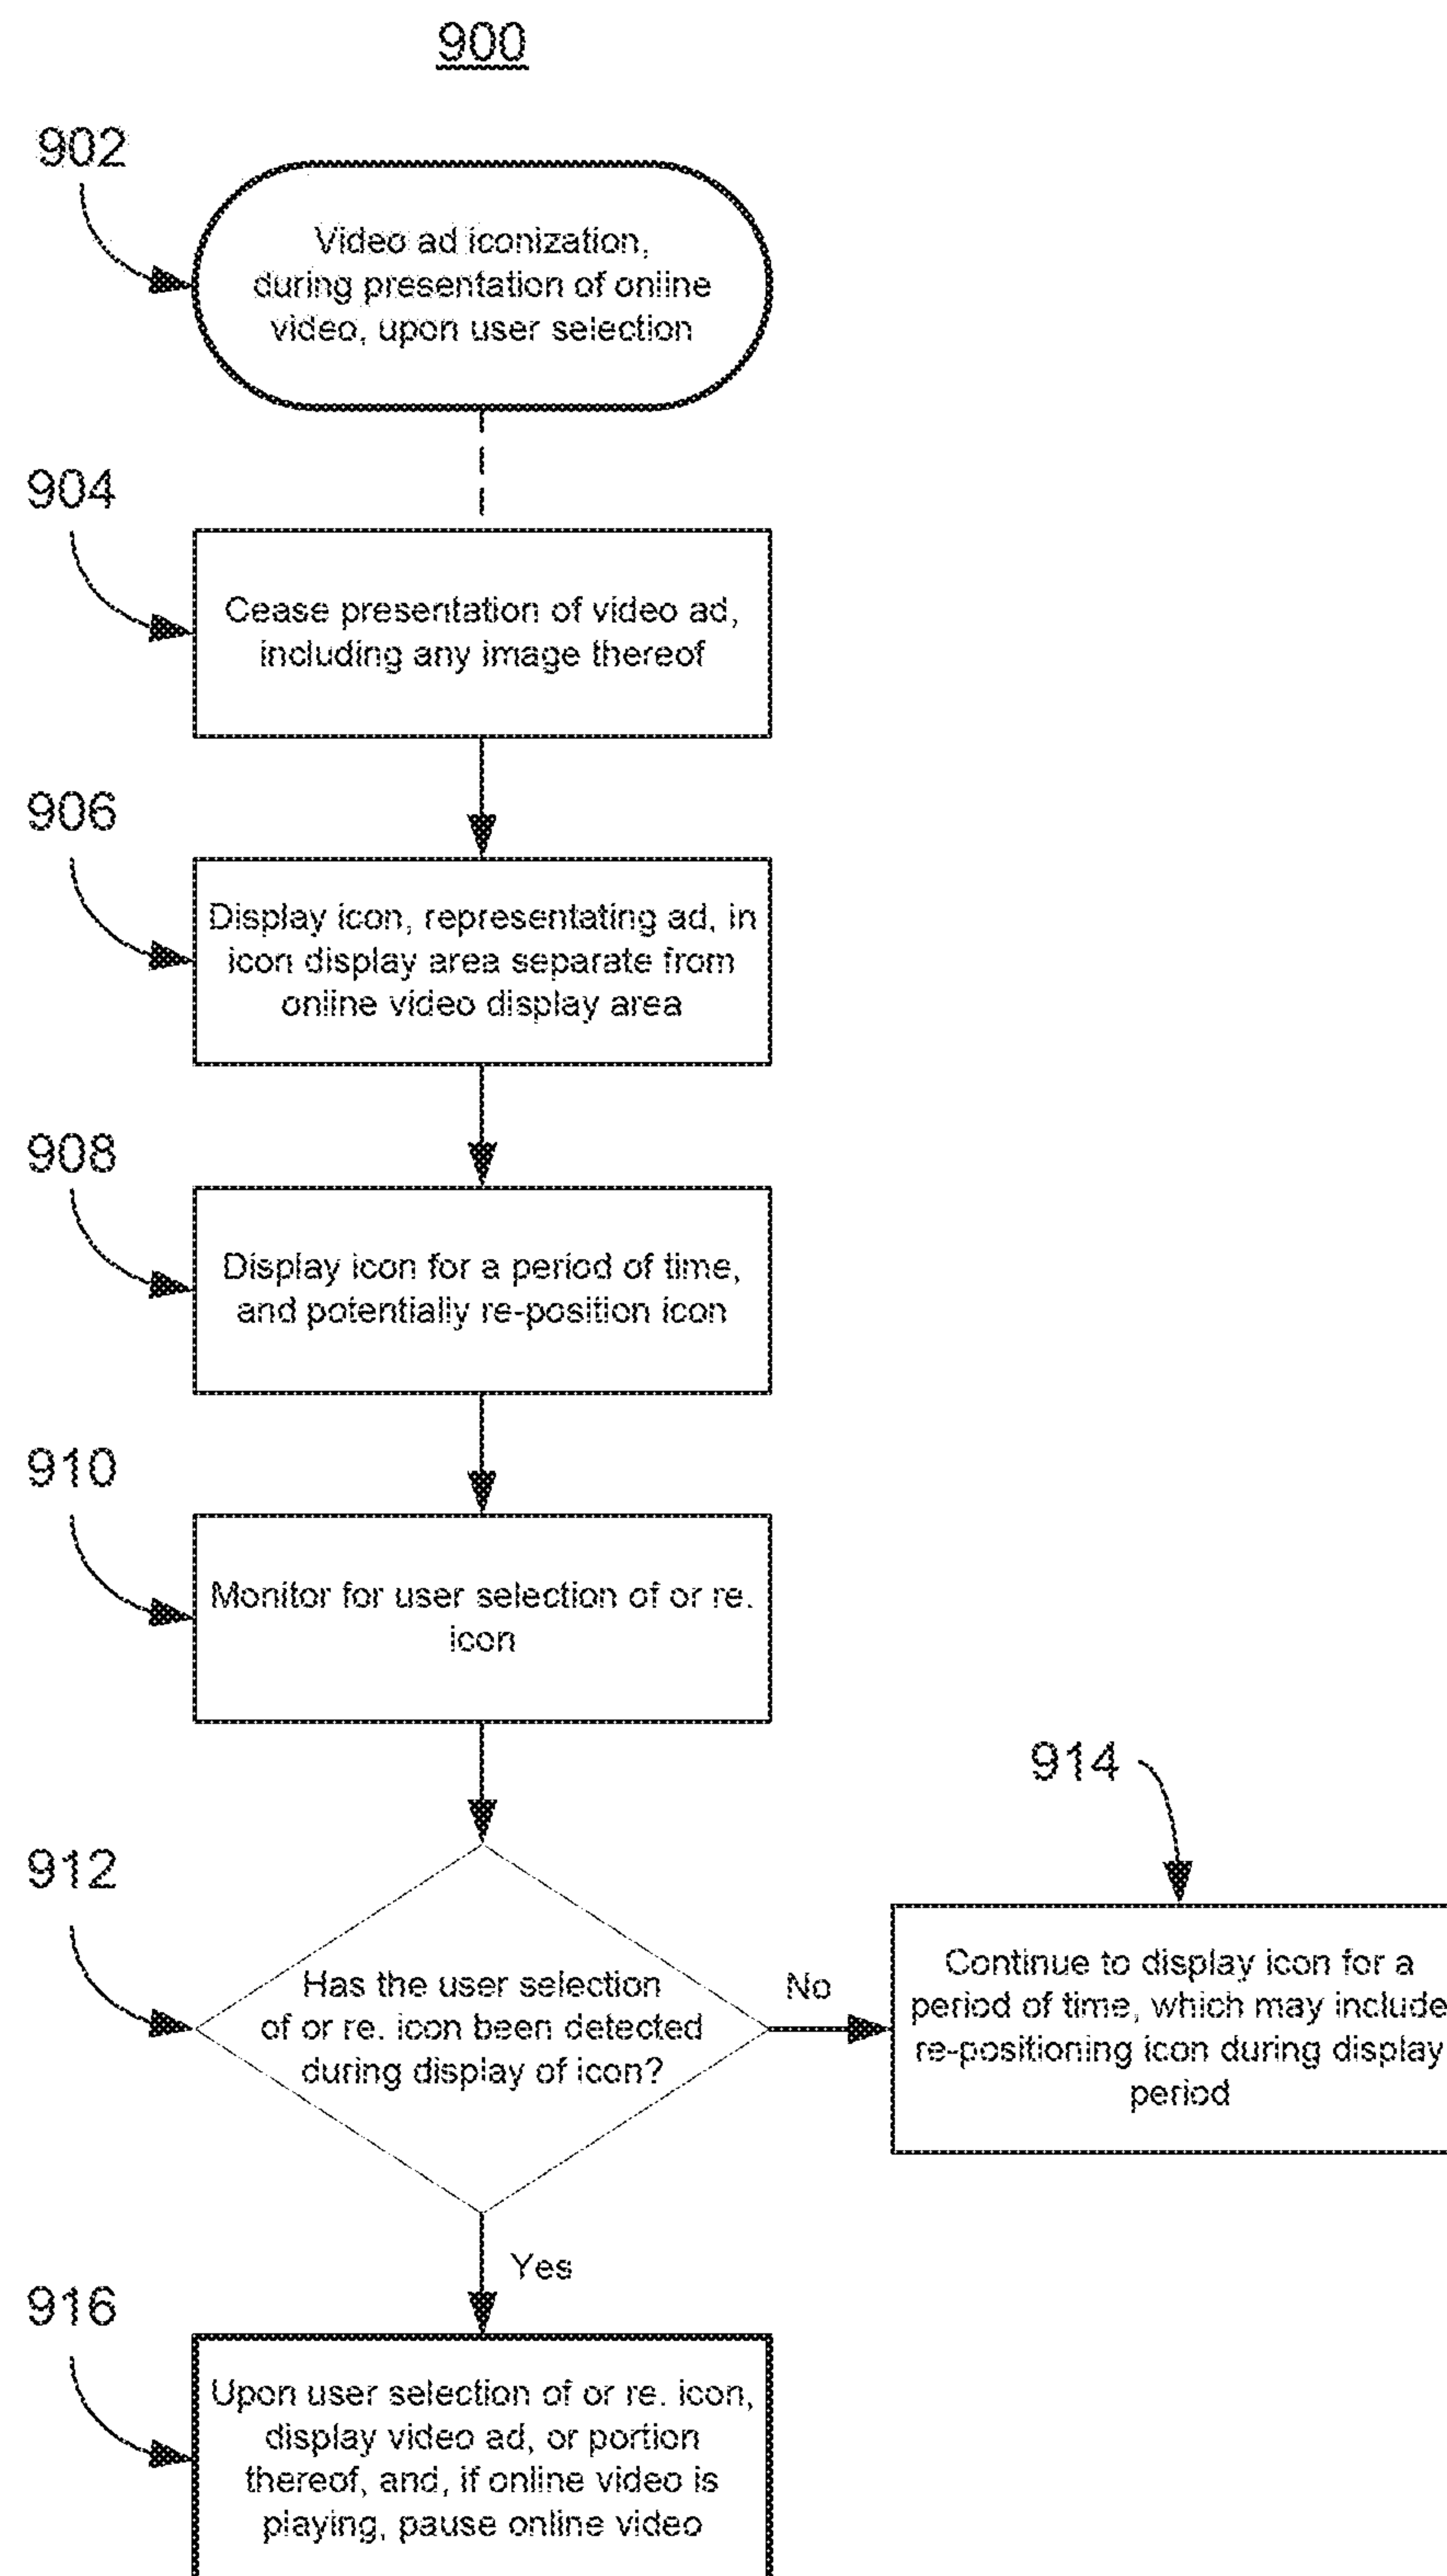 900
902
Video ad iconization,
during presentation of online
video, upon user selection
904
Cease presentation of video ad,
including any image thereof
906
Display icon, representating ad, in
icon display area separate from
online video display area
908
Display icon for a period of time,
and potentially re-position icon
910
Monitor for user selection of or re.
icon
912
Has the user selection
of or re. icon been detected
during display of icon?
No
914
Continue to display icon for a
period of time, which may include
re-positioning icon during display
period
Yes
916
Upon user selection of or re. icon,
display video ad, or portion
thereof, and, if online video is
playing, pause online video